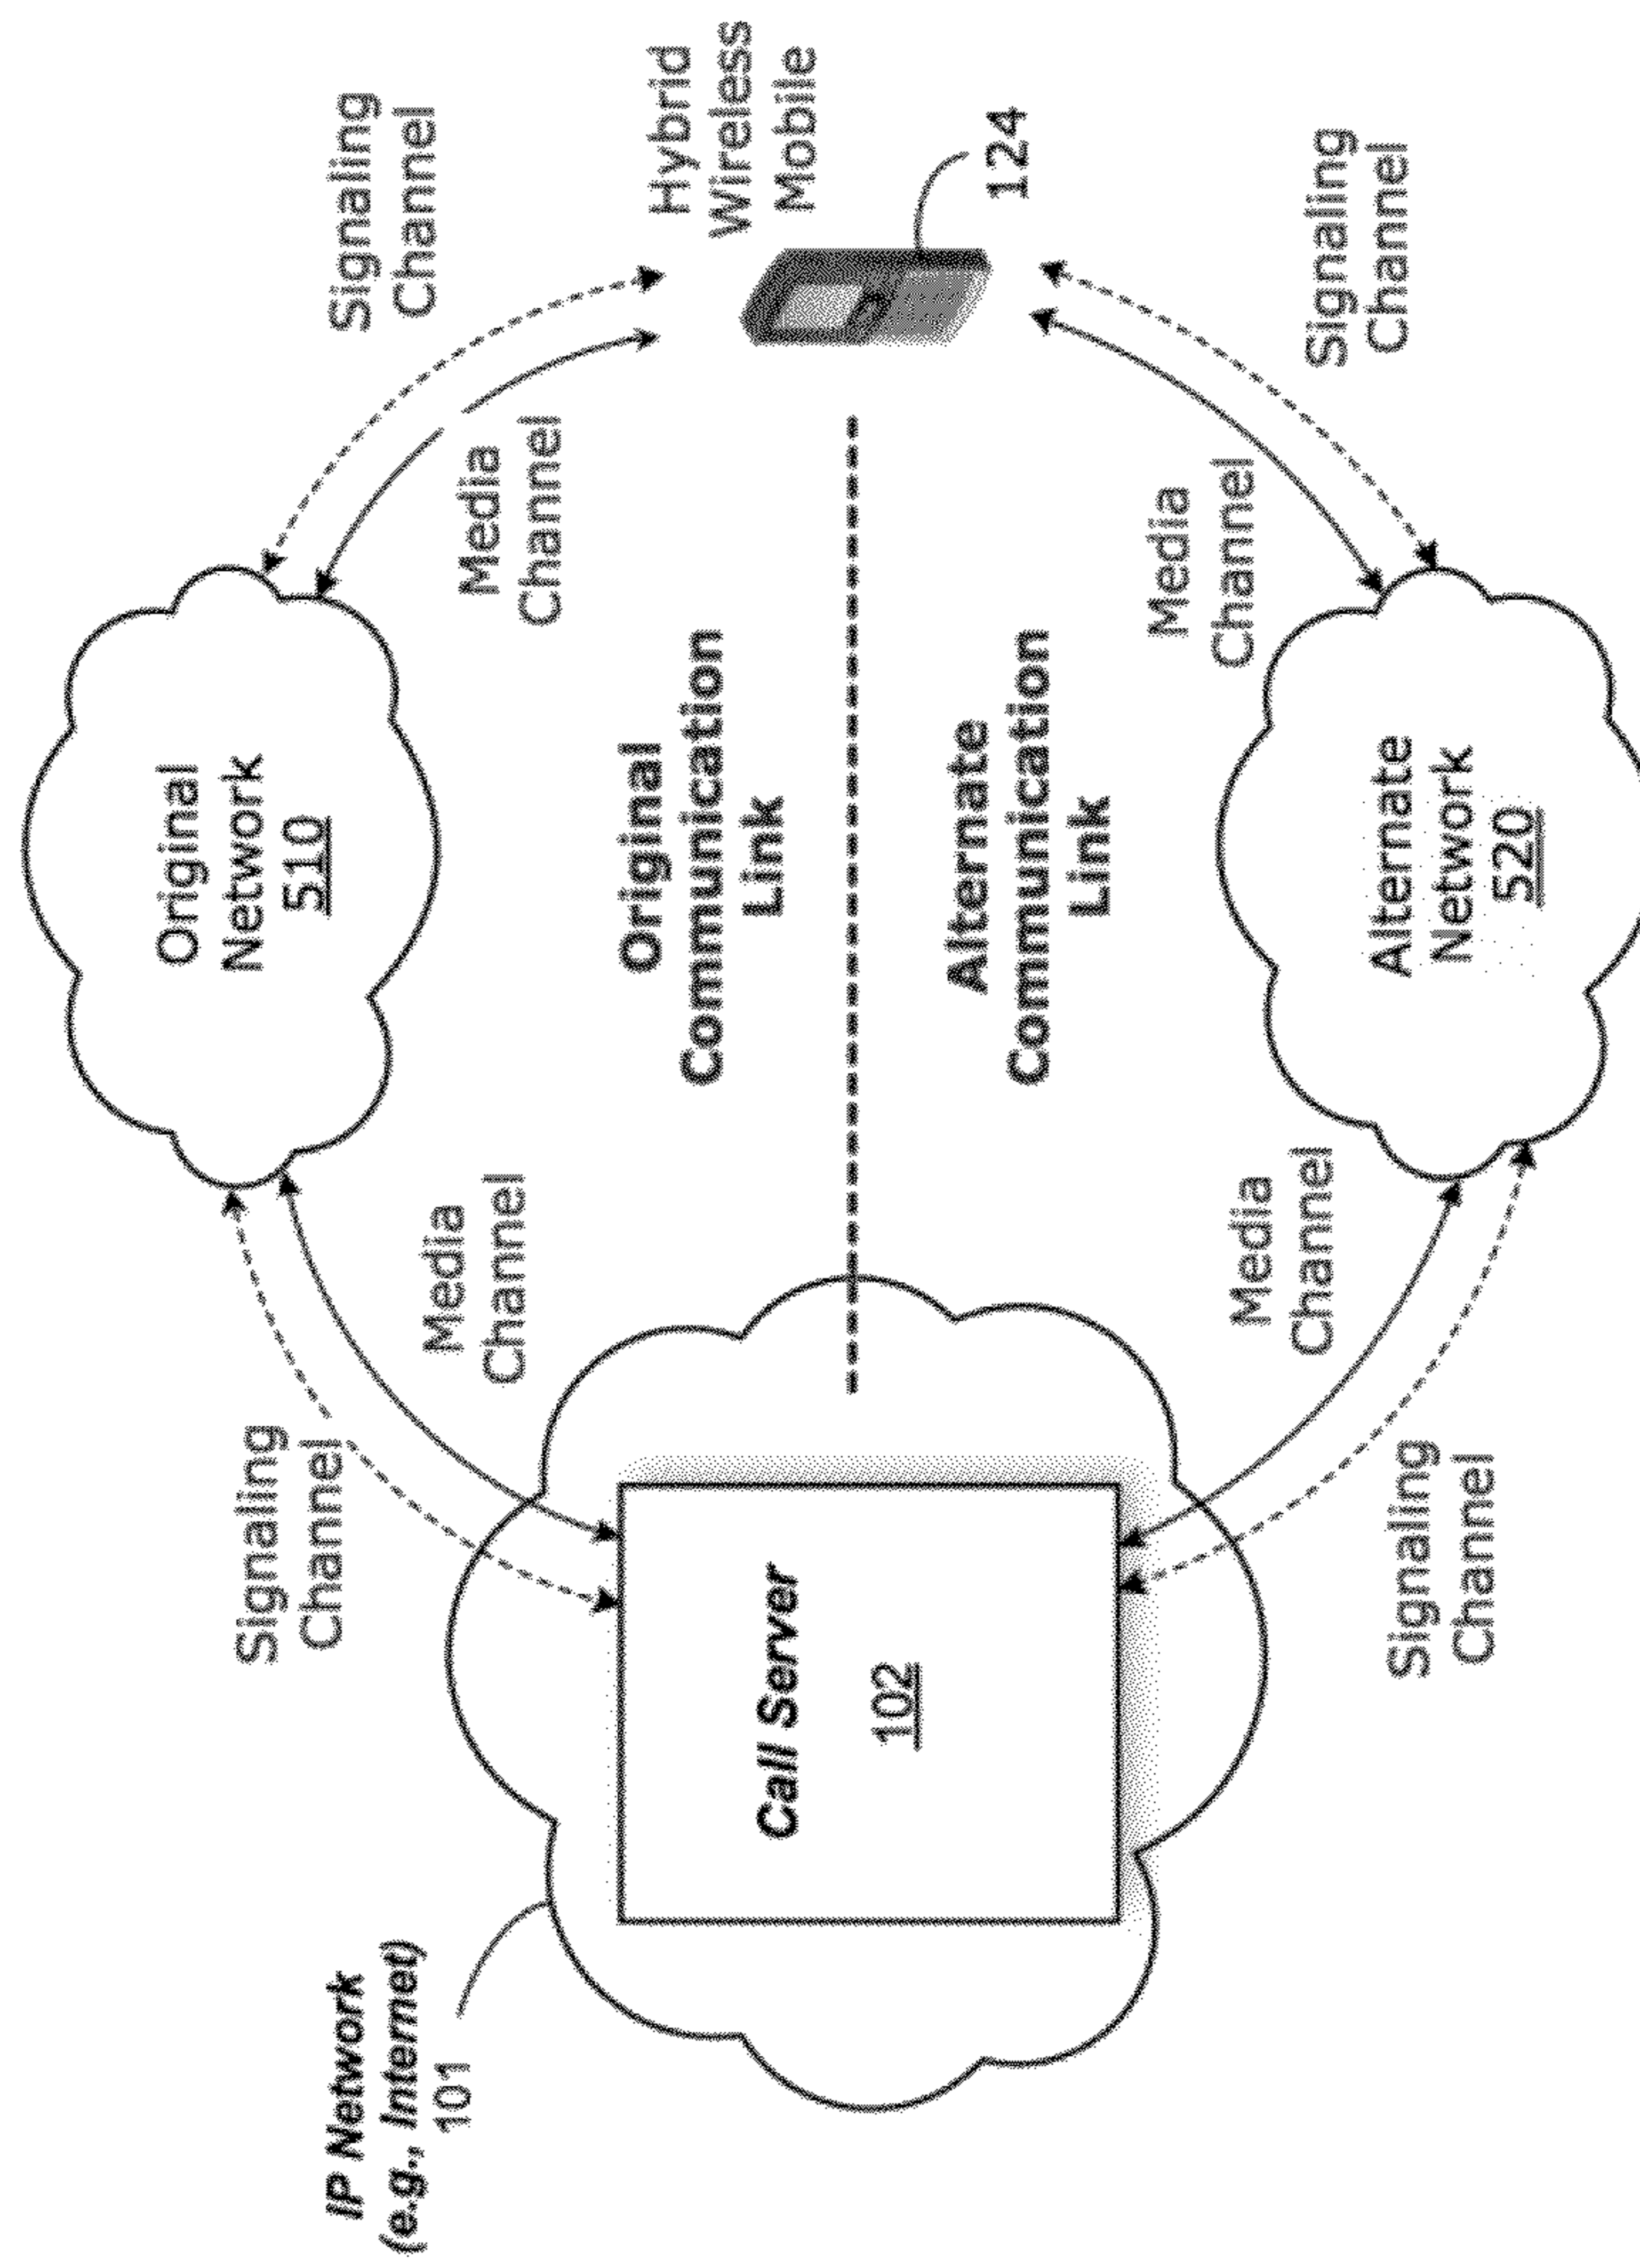 IP Network
(e.g., Internet)
101
Signaling
Channel
Media
Channel
Original
Network
510
Signaling
Channel
Media
Channel
Original
Communication
Link
Hybrid
Wireless
Mobile
124
Call Server
102
Alternate
Communication
Link
Media
Channel
Signaling
Channel
Alternate
Network
520
Media
Channel
Signaling
Channel